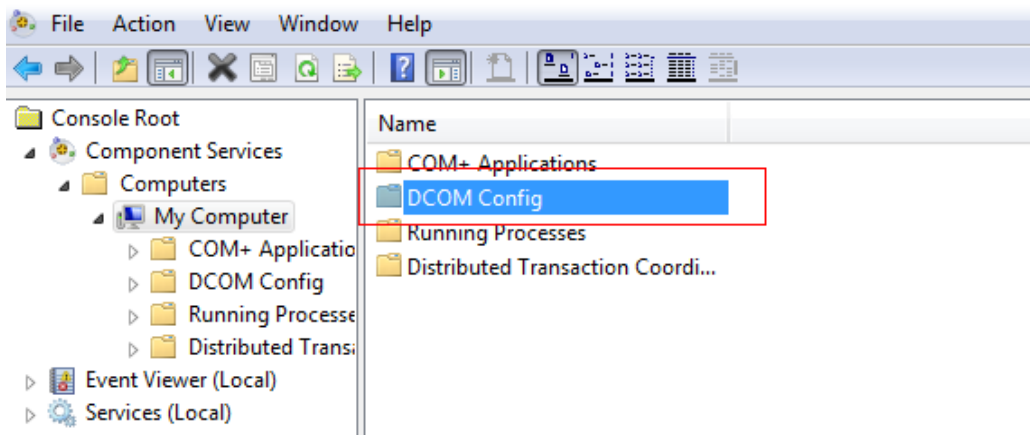 File Action View Window Help
Console Root
Component Services
Computers
My Computer
COM+ Applicatio
DCOM Config
Running Processe
Distributed Transa
Event Viewer (Local)
Services (Local)
Name
COM+ Applications
DCOM Config
Running Processes
Distributed Transaction Coordi...